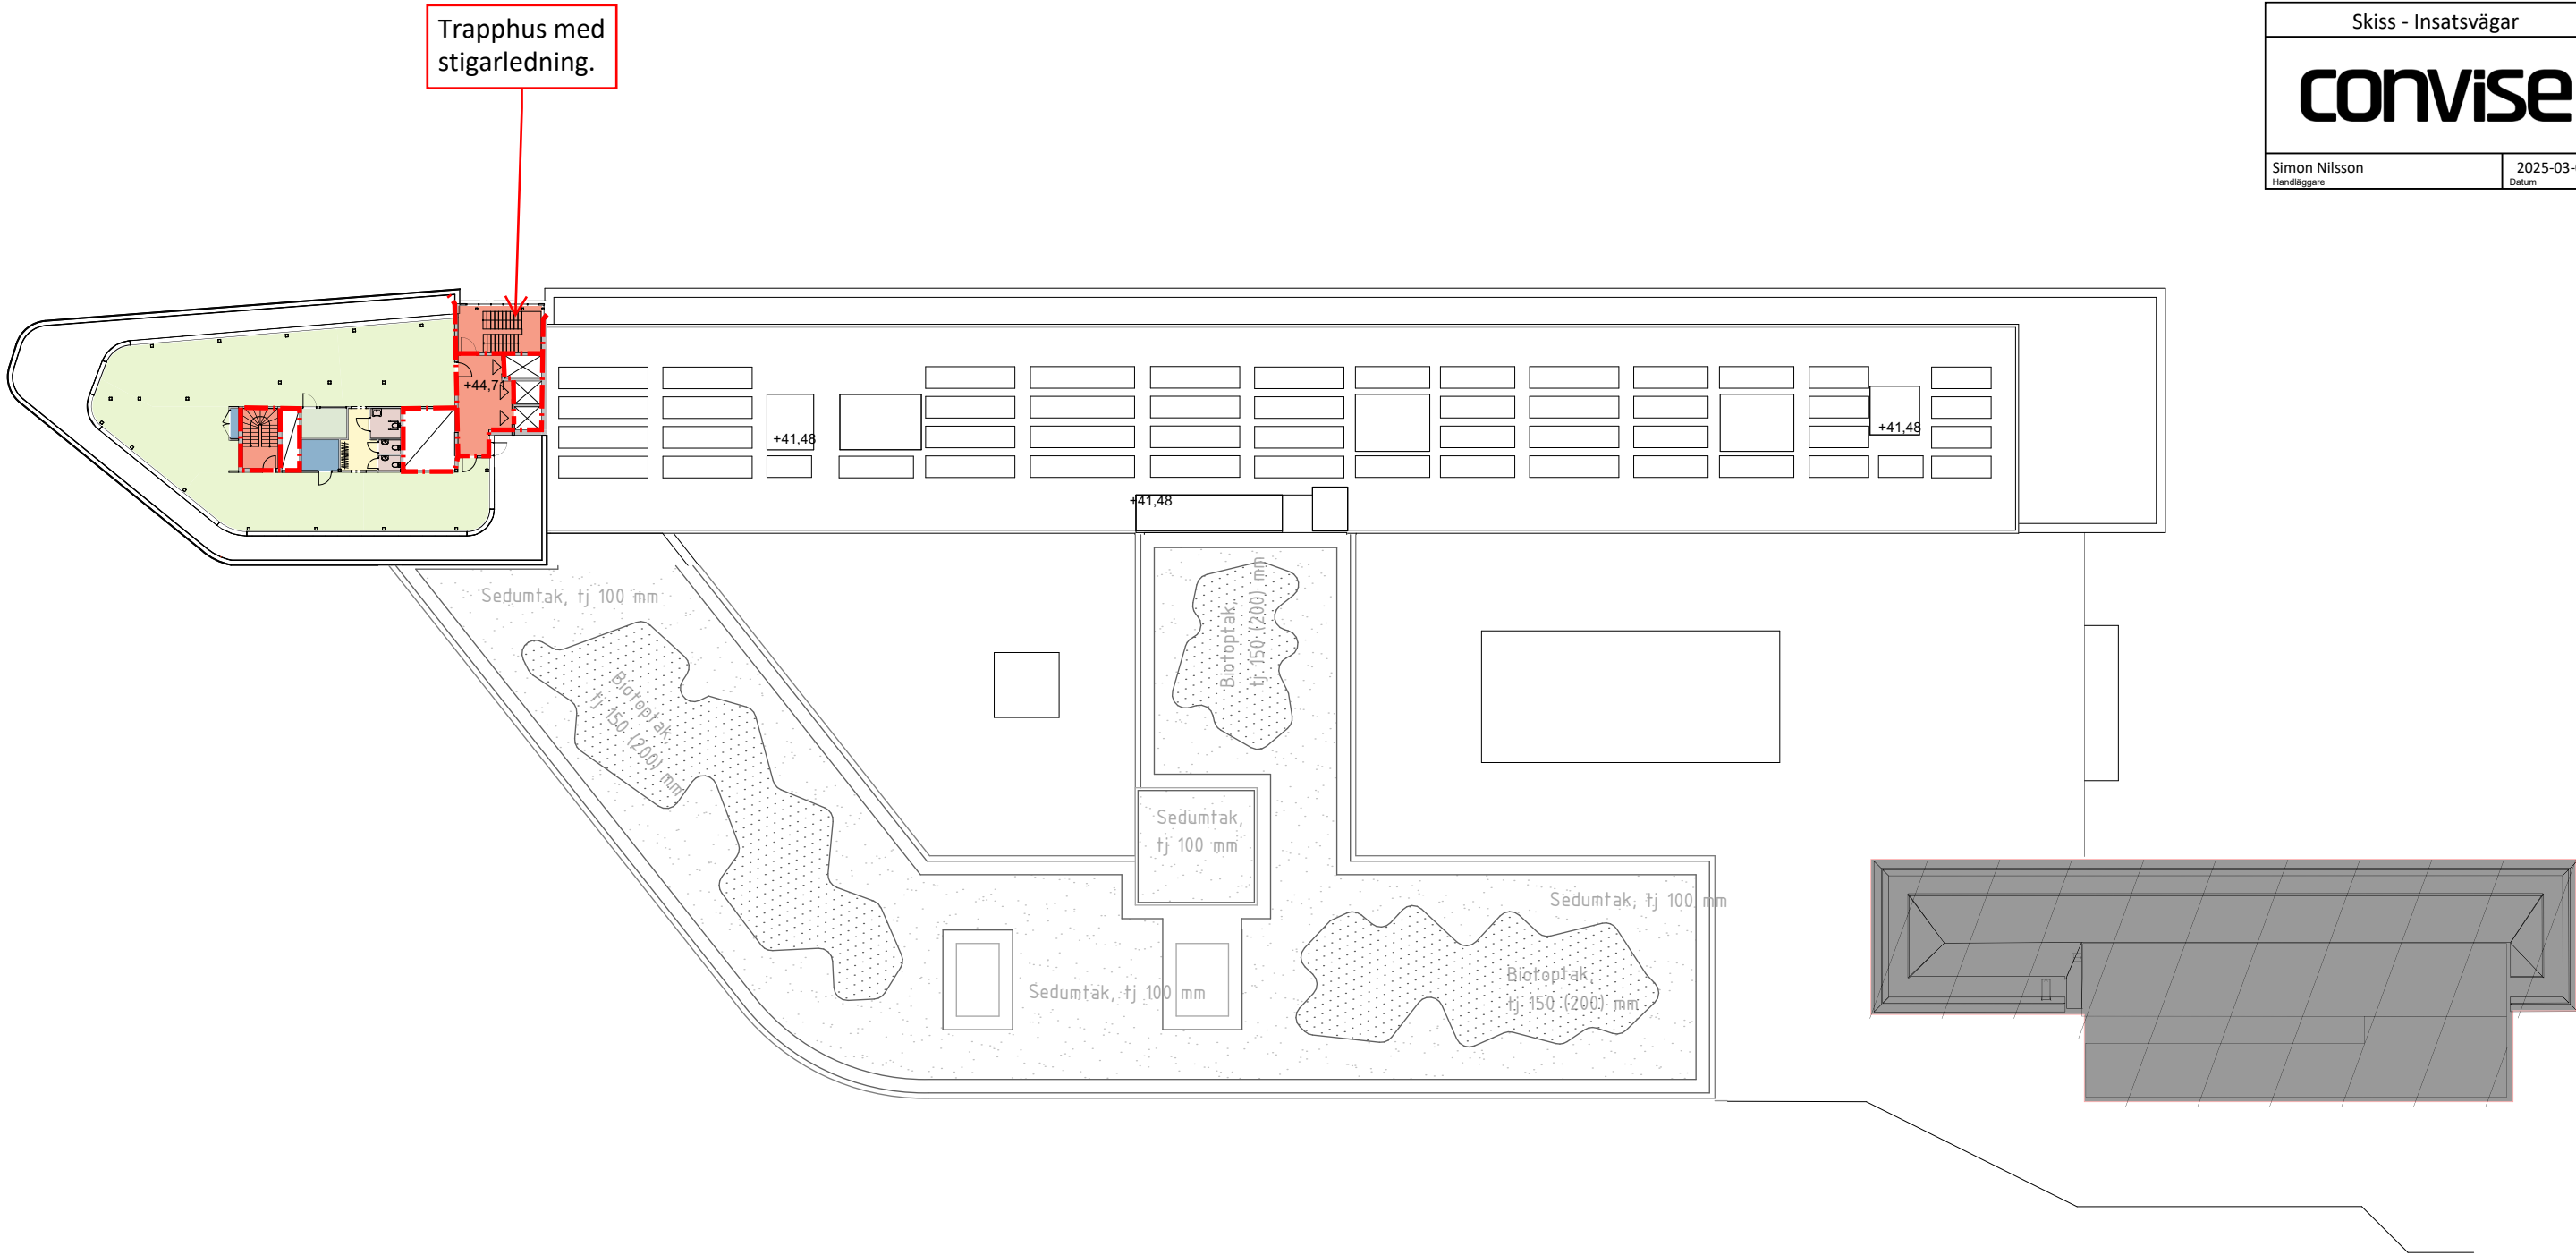 Trapphus med
stigarledning.
Skiss - Insatsvägar
convise
Simon Nilsson
Handläggare
2025-03-
Datum
+44,71
+41,48
+41,48
+41,48
Sedumtak, tj 100 mm
Biotoptak,
tj 150 (200) mm
Biotoptak,
tj 150 (200) mm
Sedumtak,
tj 100 mm
Sedumtak, tj 100 mm
Sedumtak, tj 100 mm
Biotoptak,
tj 150 (200) mm